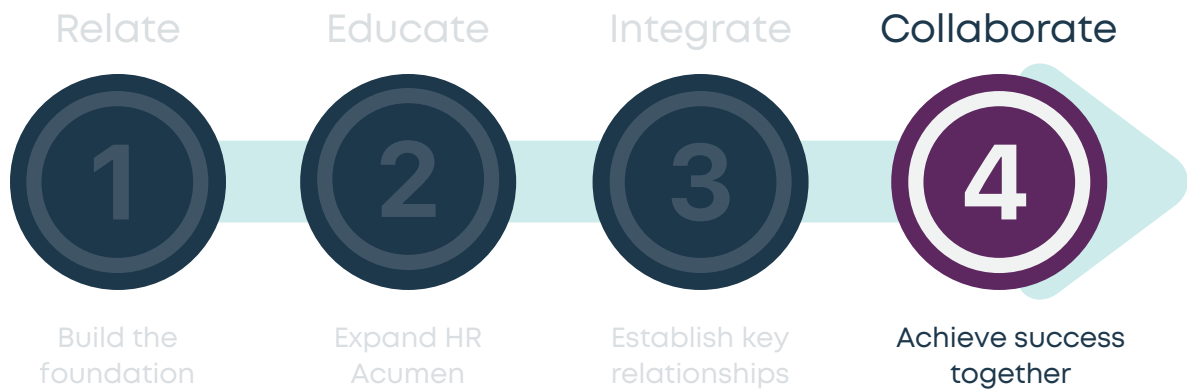 Relate
Educate
Integrate
Collaborate
1
2
3
4
Build the
foundation
Expand HR
Acumen
Establish key
relationships
Achieve success
together